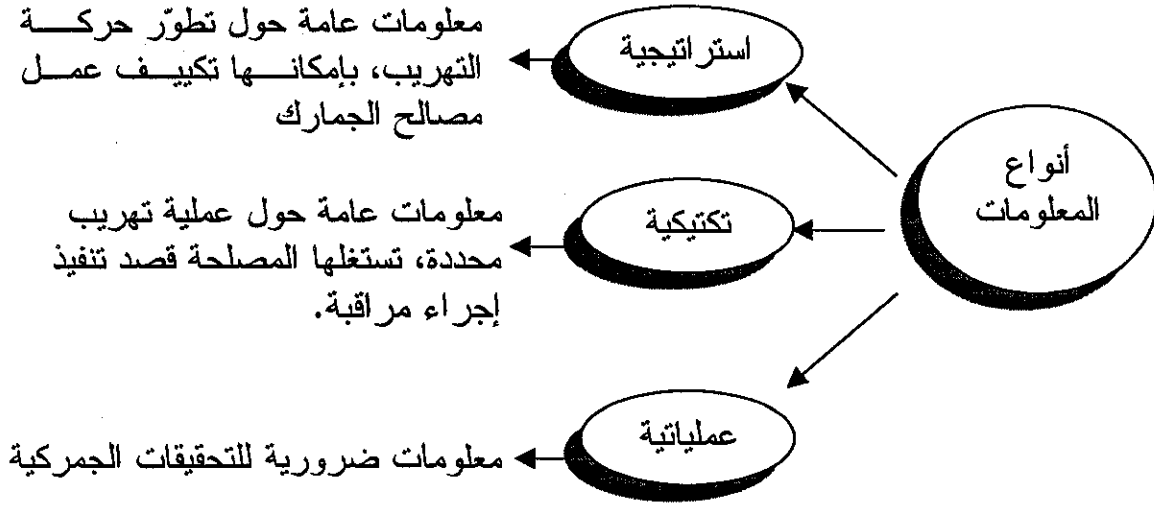 أنواع
المعلومات
استراتيجية
معلومات عامة حول تطوّر حركة
التهريب، بإمكانها تكييف عمل
مصالح الجمارك
تكتيكية
معلومات عامة حول عملية تهريب
محددة، تستغلها المصلحة قصد تنفيذ
إجراء مراقبة.
عملياتية
معلومات ضرورية للتحقيقات الجمركية